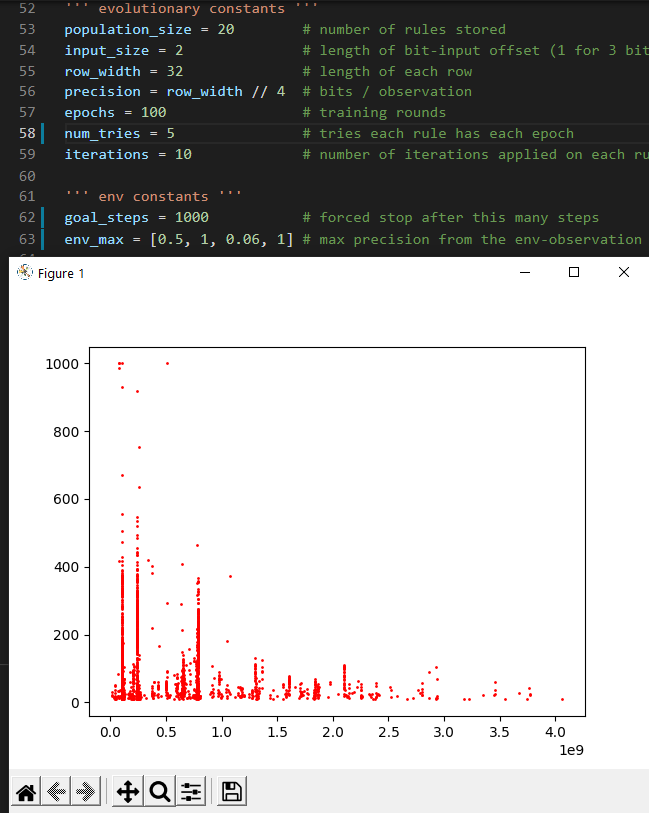 52 ''' evolutionary constants '''
53 population_size = 20 # number of rules stored
54 input_size = 2 # length of bit-input offset (1 for 3 bit
55 row_width = 32 # length of each row
56 precision = row_width // 4 # bits / observation
57 epochs = 100 # training rounds
58 num_tries = 5 # tries each rule has each epoch
59 iterations = 10 # number of iterations applied on each ru
60
61 ''' env constants '''
62 goal_steps = 1000 # forced stop after this many steps
63 env_max = [0.5, 1, 0.06, 1] # max precision from the env-observation
Figure 1
1000
800
600
400
200
0
0.0 0.5 1.0 1.5 2.0 2.5 3.0 3.5 4.0
1e9